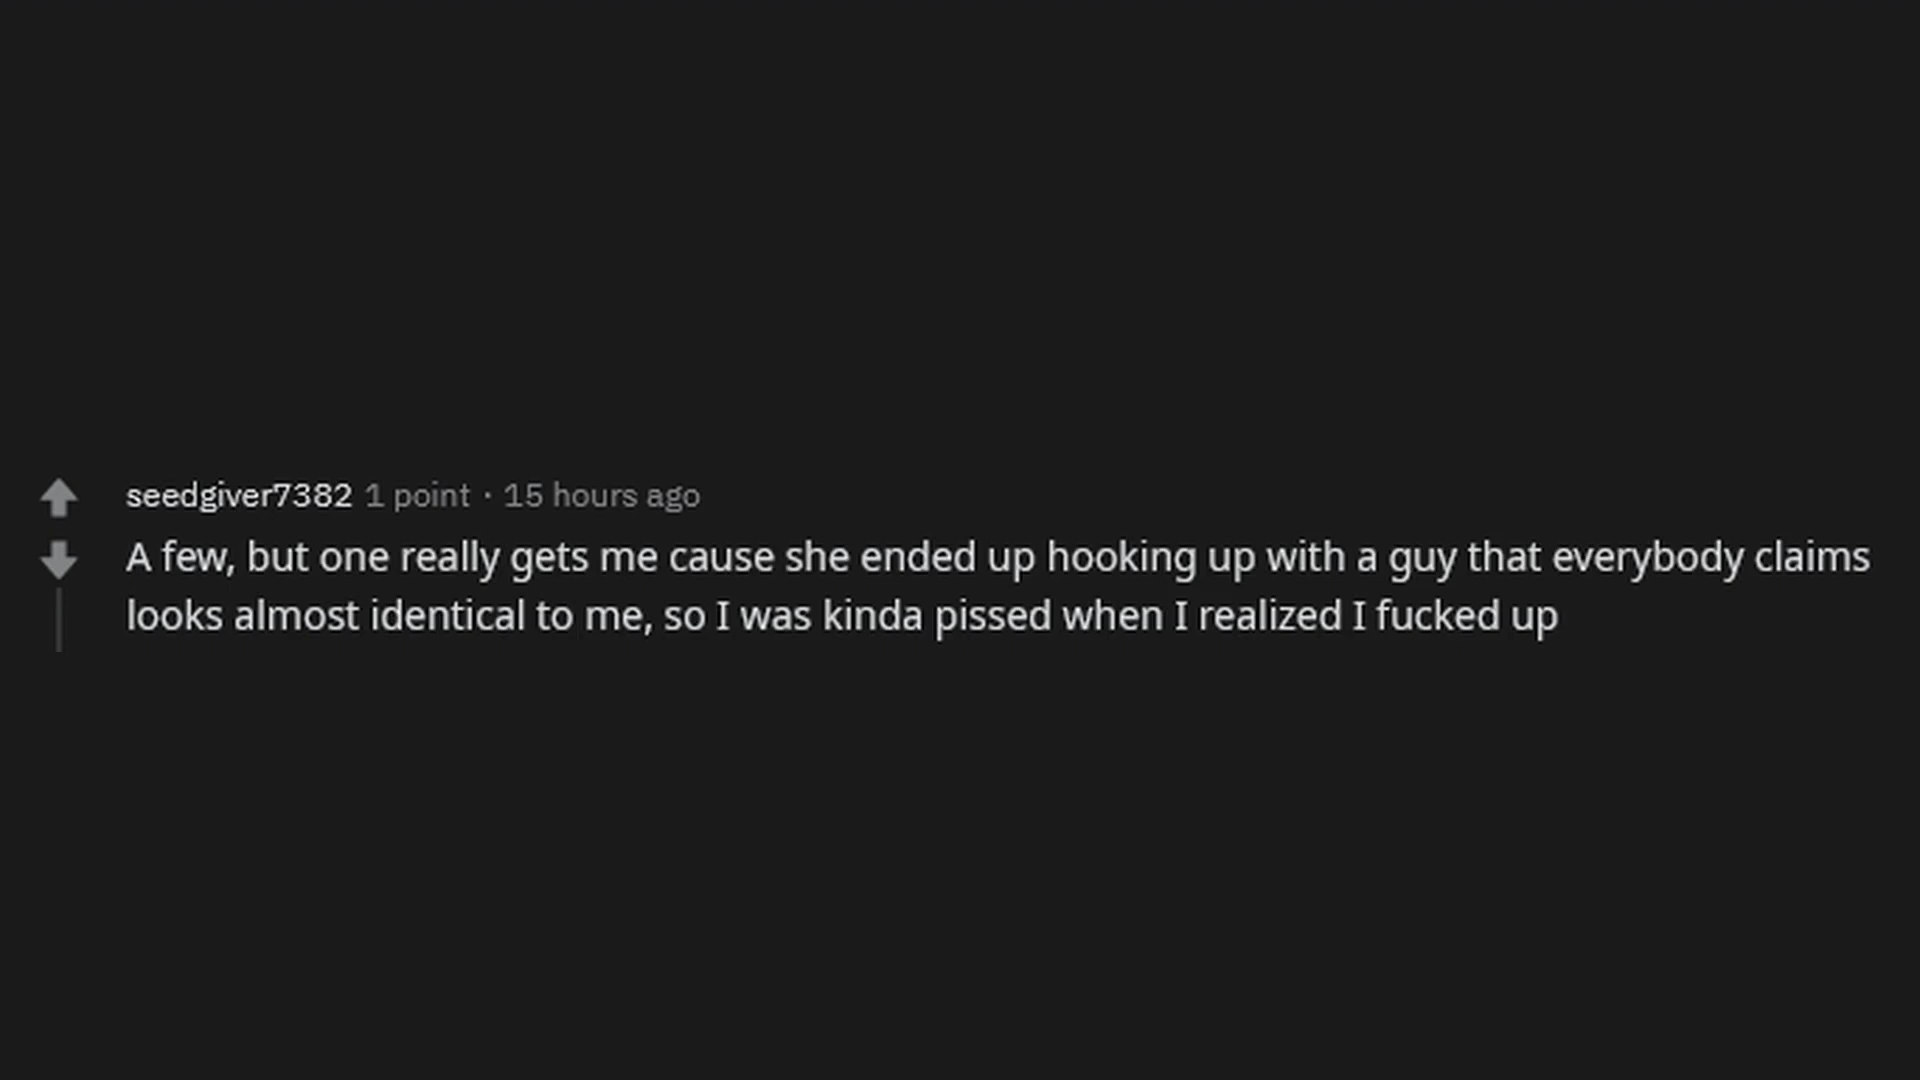 seedgiver7382 1 point · 15 hours ago
A few, but one really gets me cause she ended up hooking up with a guy that everybody claims
looks almost identical to me, so I was kinda pissed when I realized I fucked up